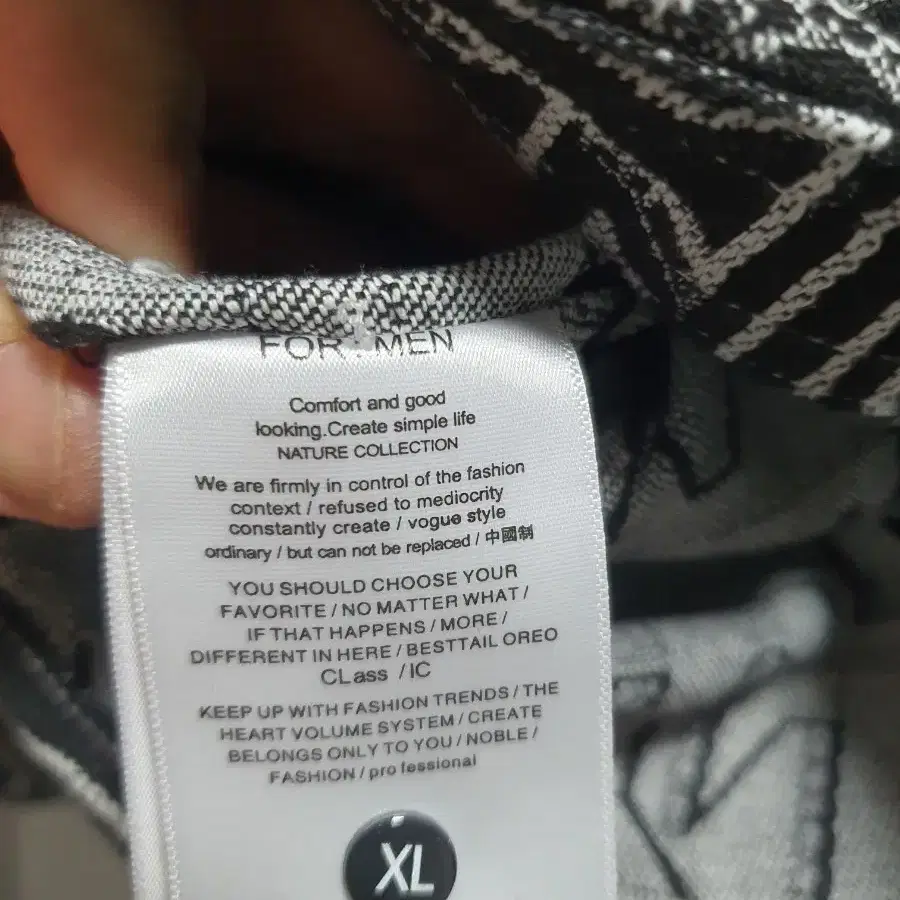 FOR . MEN
Comfort and good
looking.Create simple life
NATURE COLLECTION
We are firmly in control of the fashion
context / refused to mediocrity
constantly create / vogue style
ordinary / but can not be replaced / 中國制
YOU SHOULD CHOOSE YOUR
FAVORITE / NO MATTER WHAT /
IF THAT HAPPENS / MORE /
DIFFERENT IN HERE / BESTTAIL OREO
CLass / IC
KEEP UP WITH FASHION TRENDS / THE
HEART VOLUME SYSTEM / CREATE
BELONGS ONLY TO YOU / NOBLE /
FASHION / pro fessional
XL